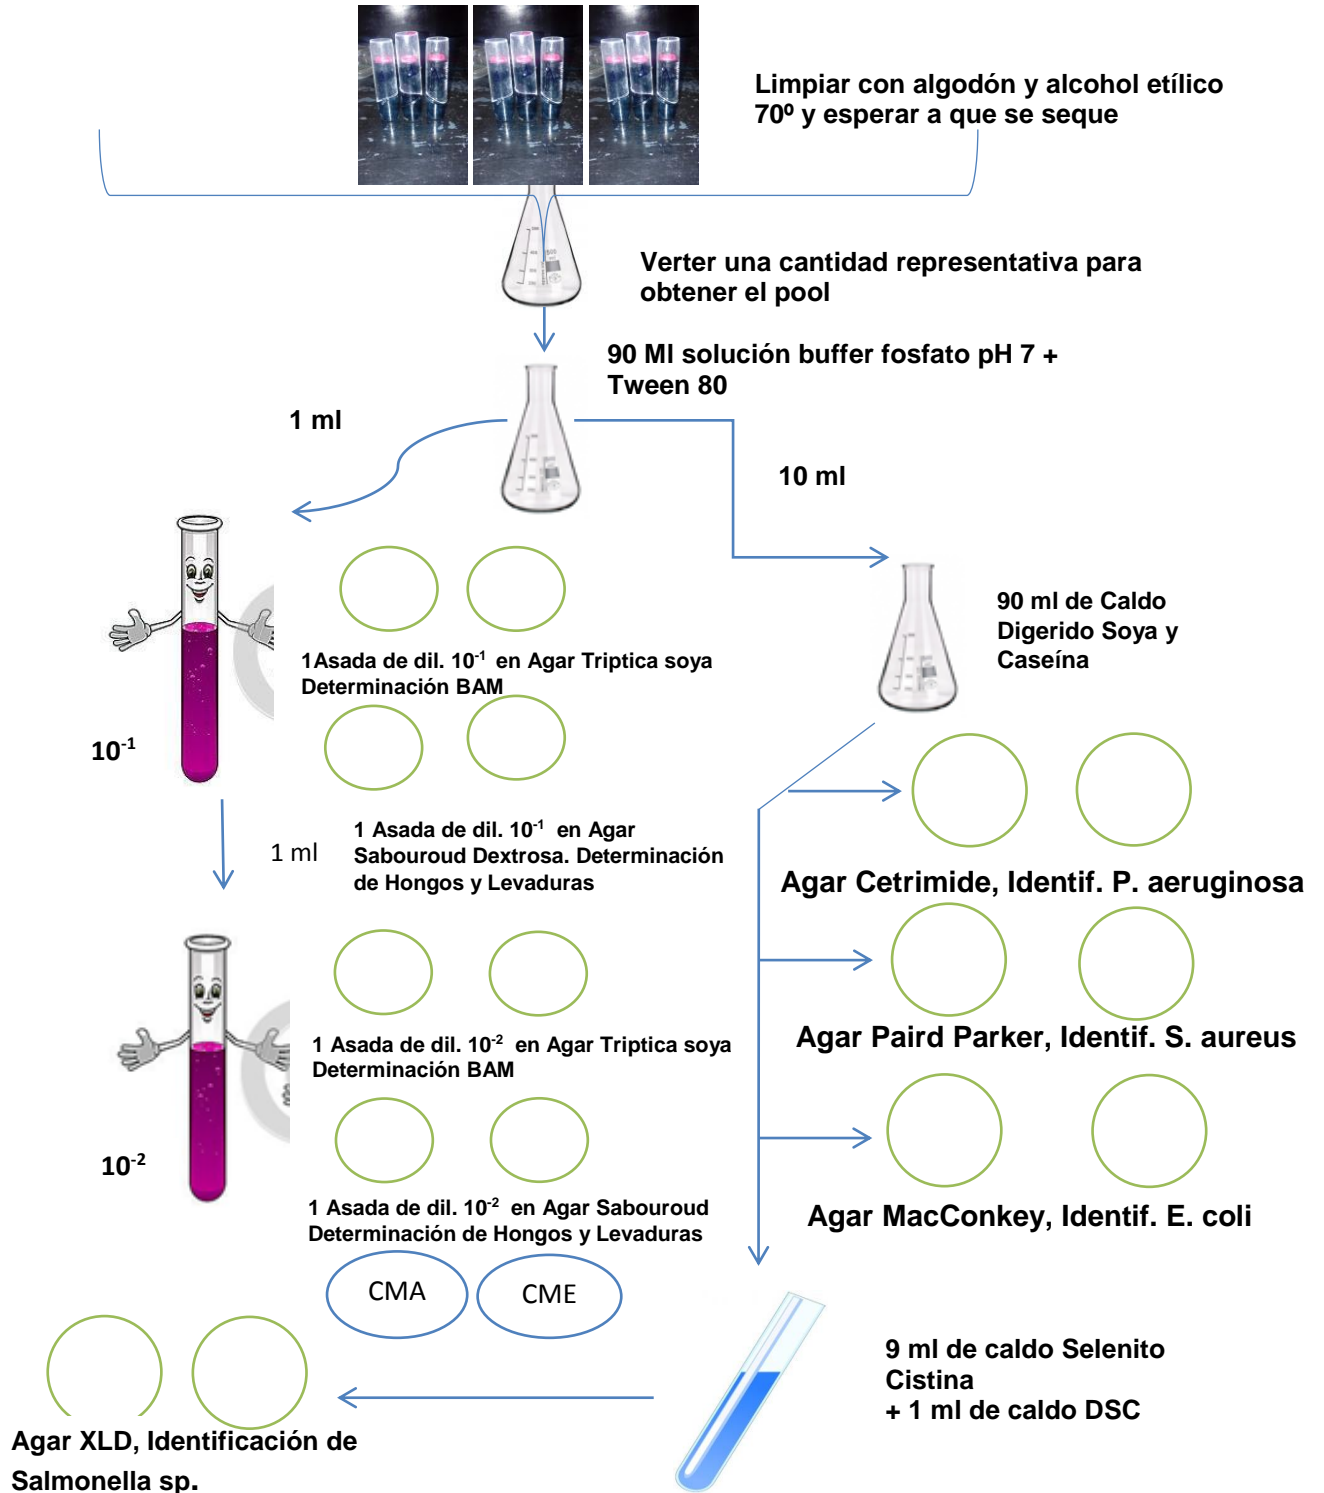 Limpiar con algodón y alcohol etílico
70º y esperar a que se seque
Verter una cantidad representativa para
obtener el pool
90 Ml solución buffer fosfato pH 7 +
Tween 80
1 ml
10 ml
90 ml de Caldo
Digerido Soya y
Caseína
1Asada de dil. 10⁻¹ en Agar Triptica soya
Determinación BAM
10⁻¹
1 ml
1 Asada de dil. 10⁻¹ en Agar
Sabouroud Dextrosa. Determinación
de Hongos y Levaduras
Agar Cetrimide, Identif. P. aeruginosa
1 Asada de dil. 10⁻² en Agar Triptica soya
Determinación BAM
Agar Paird Parker, Identif. S. aureus
10⁻²
1 Asada de dil. 10⁻² en Agar Sabouroud
Determinación de Hongos y Levaduras
Agar MacConkey, Identif. E. coli
CMA
CME
9 ml de caldo Selenito
Cistina
+ 1 ml de caldo DSC
Agar XLD, Identificación de
Salmonella sp.